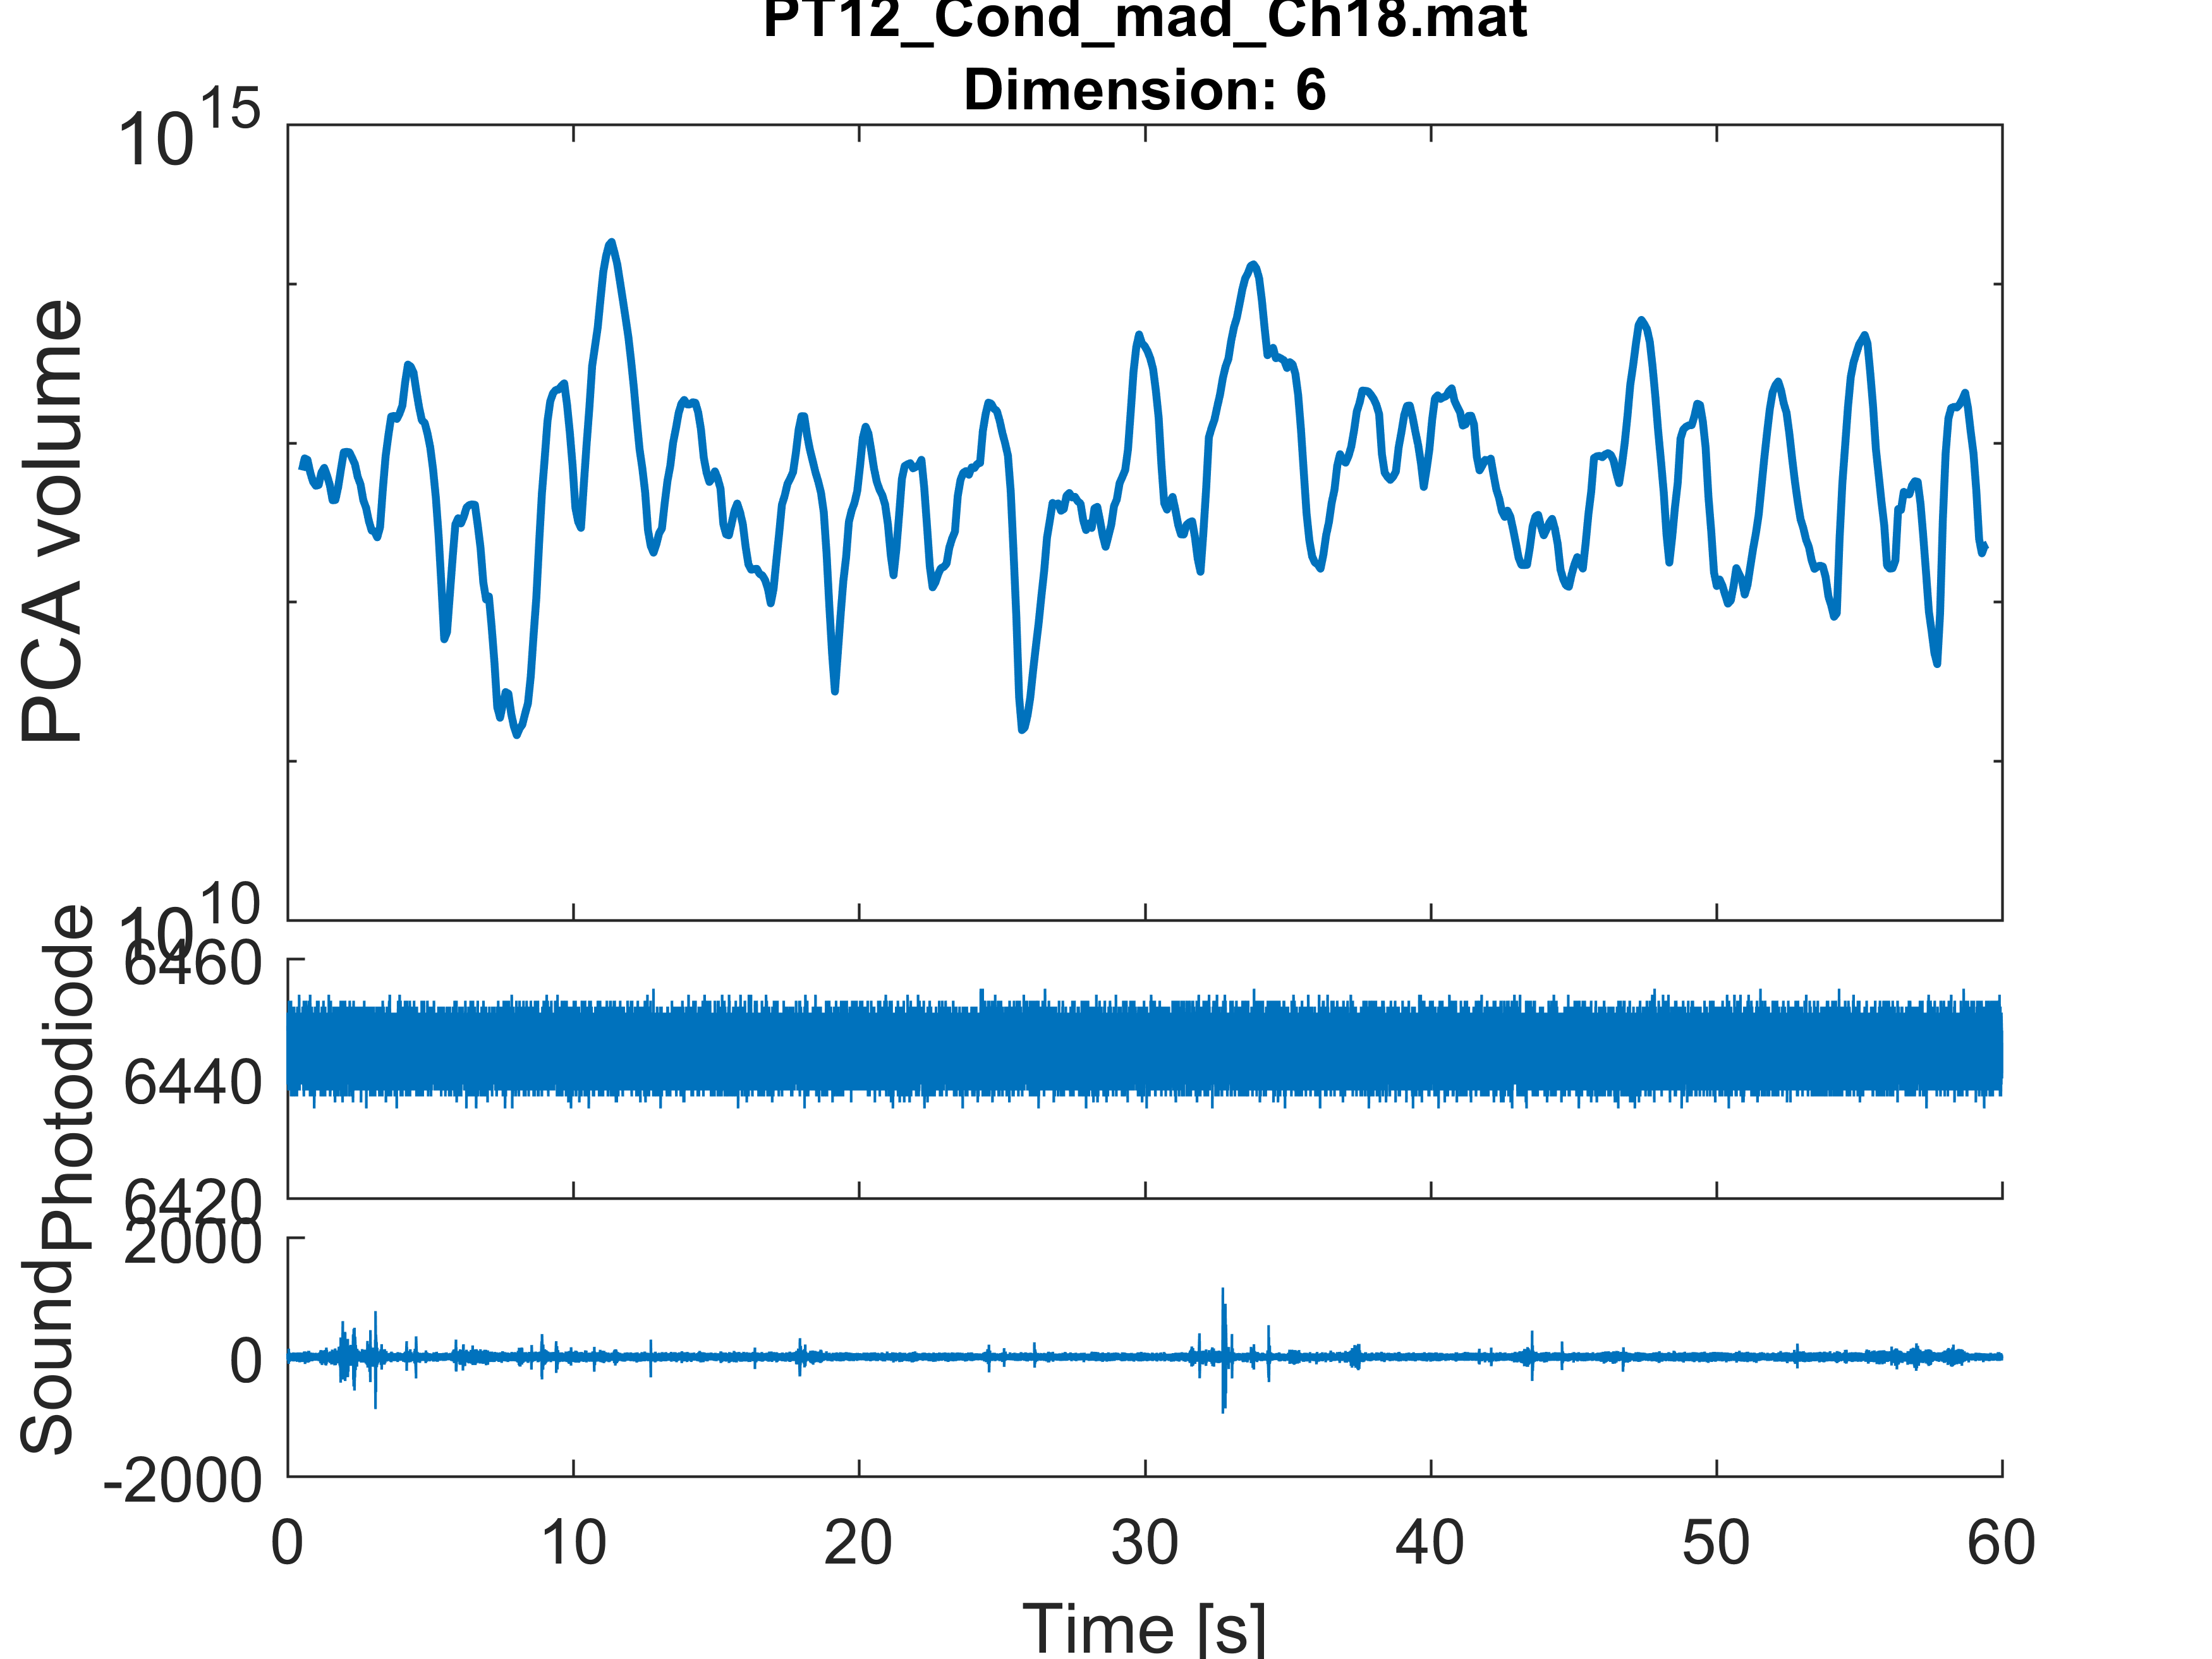 PT12_Cond_mad_Ch18.mat
Dimension: 6
10^15
PCA volume
10^10
6460
Photodiode
6440
6420
2000
Sound
0
-2000
0 10 20 30 40 50 60
Time [s]